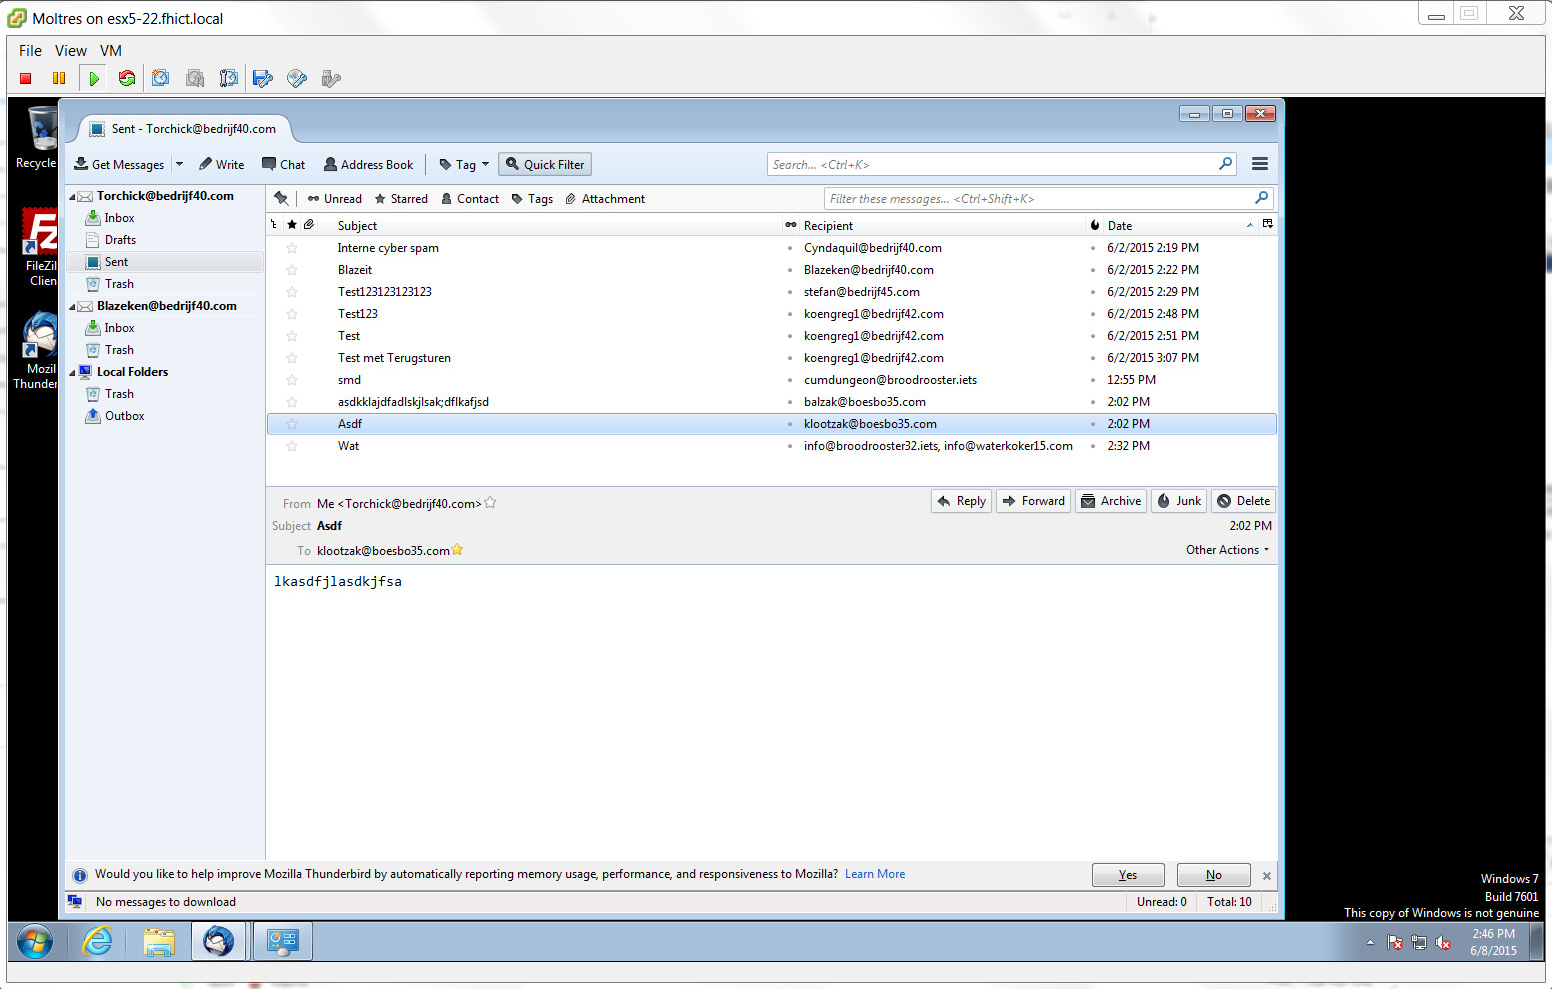 Moltres on esx5-22.fhict.local
File View VM
Recycle
FileZil
Clien
Mozil
Thunder
Sent - Torchick@bedrijf40.com
Get Messages Write Chat Address Book Tag Quick Filter Search... <Ctrl+K>
Torchick@bedrijf40.com
Inbox
Drafts
Sent
Trash
Blazeken@bedrijf40.com
Inbox
Trash
Local Folders
Trash
Outbox
Unread Starred Contact Tags Attachment Filter these messages... <Ctrl+Shift+K>
Subject Recipient Date
Interne cyber spam Cyndaquil@bedrijf40.com 6/2/2015 2:19 PM
Blazeit Blazeken@bedrijf40.com 6/2/2015 2:22 PM
Test123123123123 stefan@bedrijf45.com 6/2/2015 2:29 PM
Test123 koengreg1@bedrijf42.com 6/2/2015 2:48 PM
Test koengreg1@bedrijf42.com 6/2/2015 2:51 PM
Test met Terugsturen koengreg1@bedrijf42.com 6/2/2015 3:07 PM
smd cumdungeon@broodrooster.iets 12:55 PM
asdkklajdfadlskjlsak;dflkafjsd balzak@boesbo35.com 2:02 PM
Asdf klootzak@boesbo35.com 2:02 PM
Wat info@broodrooster32.iets, info@waterkoker15.com 2:32 PM
From Me <Torchick@bedrijf40.com> Reply Forward Archive Junk Delete
Subject Asdf 2:02 PM
To klootzak@boesbo35.com Other Actions
lkasdfjlasdkjfsa
Would you like to help improve Mozilla Thunderbird by automatically reporting memory usage, performance, and responsiveness to Mozilla? Learn More Yes No
No messages to download Unread: 0 Total: 10
Windows 7
Build 7601
This copy of Windows is not genuine
2:46 PM
6/8/2015